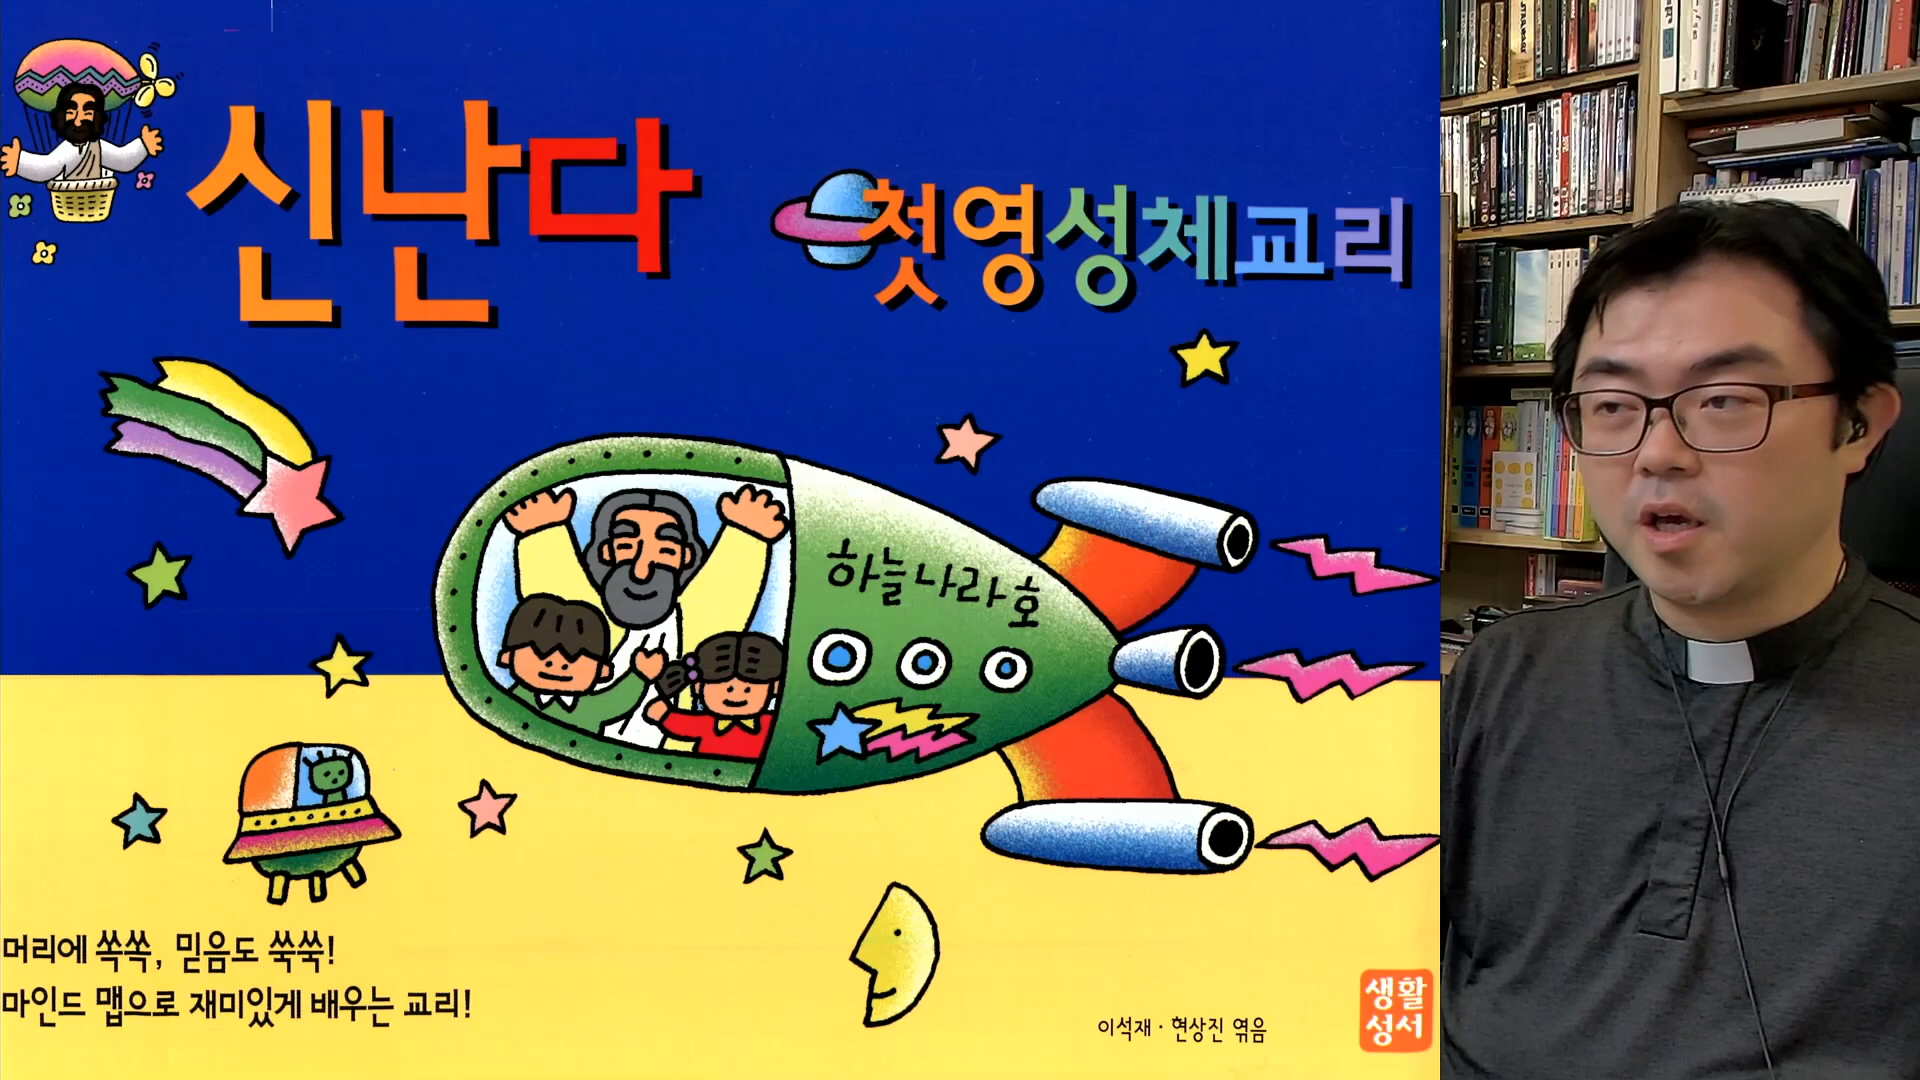 신난다
첫영성체교리
하늘나라호
머리에 쏙쏙, 믿음도 쑥쑥!
마인드 맵으로 재미있게 배우는 교리!
이석재·현상진 엮음
생활
성서